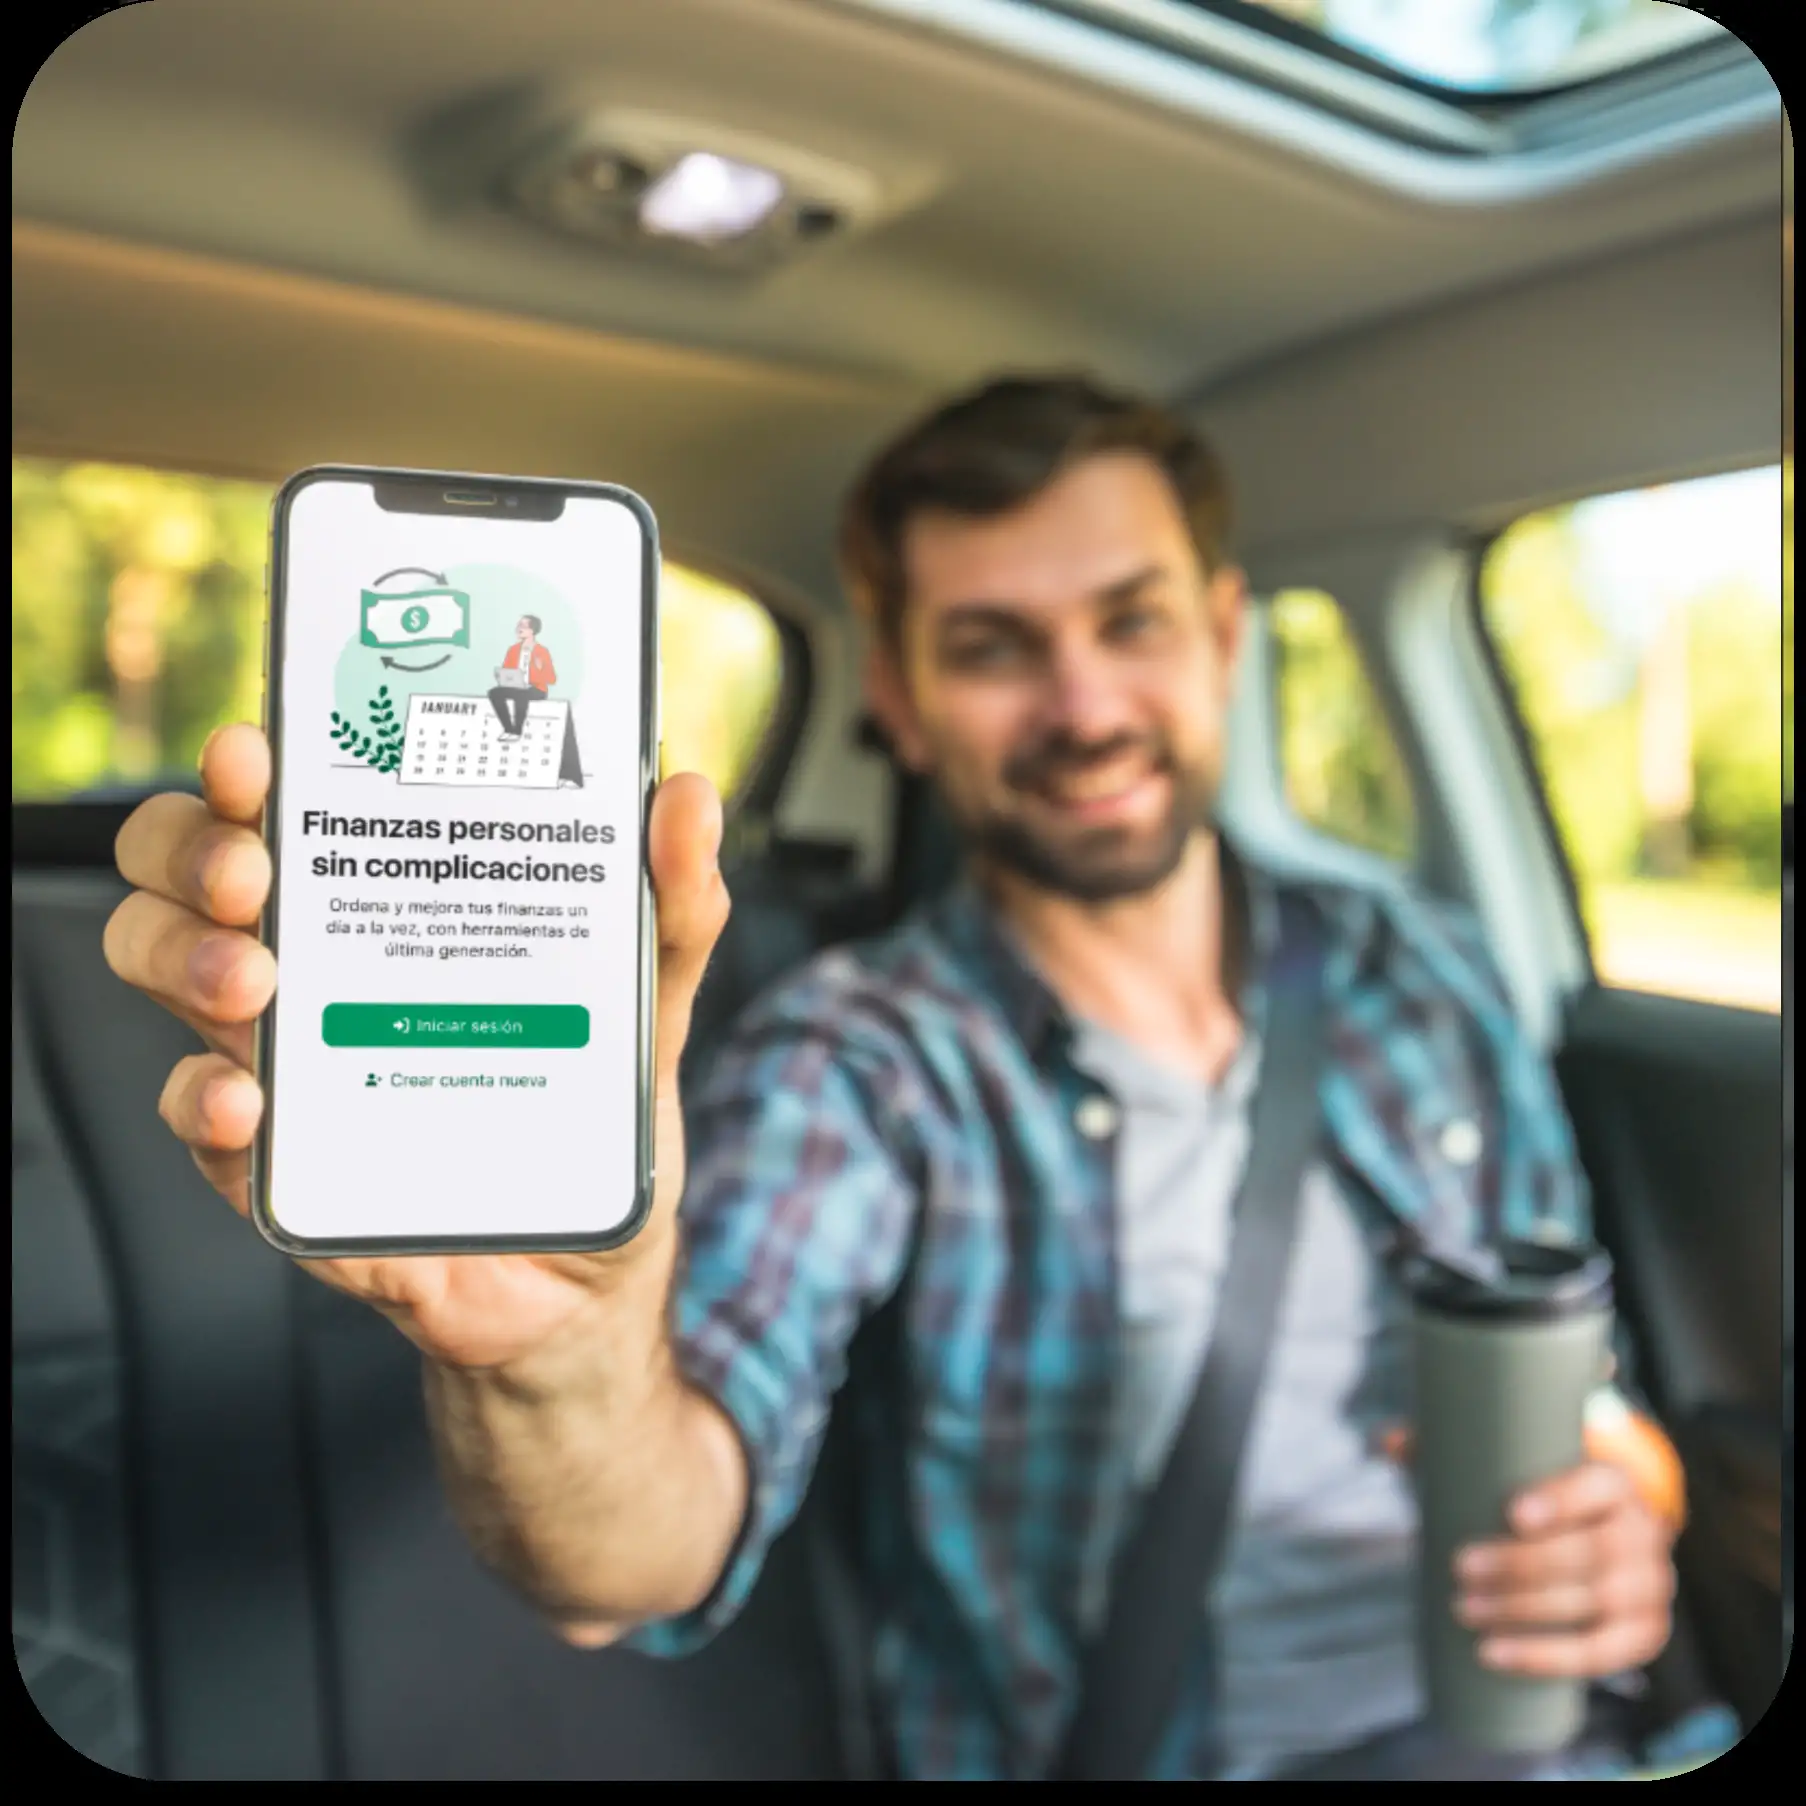 $
JANUARY
Finanzas personales
sin complicaciones
Ordena y mejora tus finanzas un
día a la vez, con herramientas de
última generación.
Iniciar sesión
Crear cuenta nueva